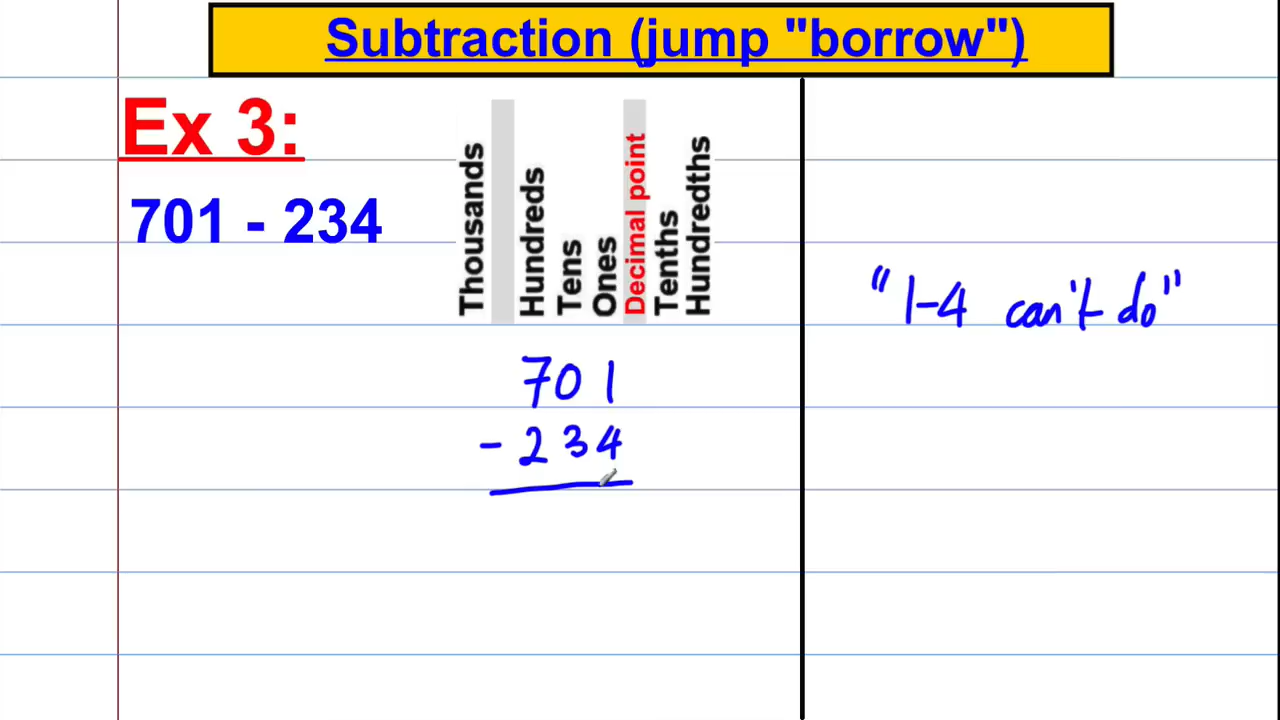 Subtraction (jump "borrow")
Ex 3:
701 - 234
Thousands
Hundreds
Tens
Ones
Decimal point
Tenths
Hundredths
701
- 234
"1-4 can't do"